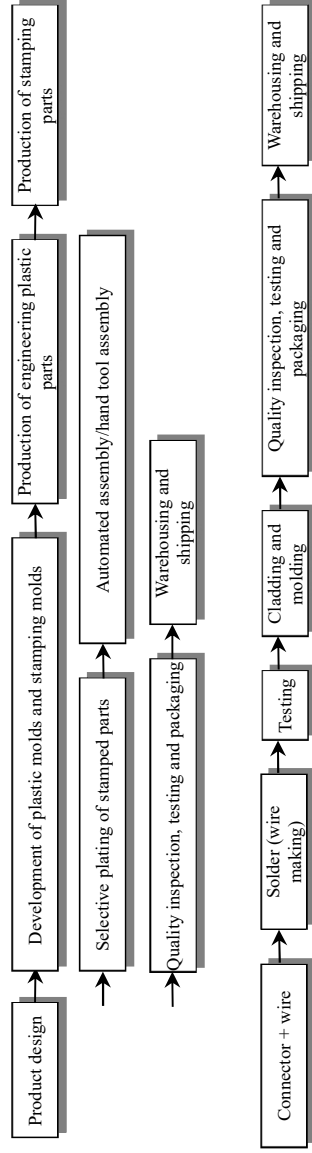 Product design
Development of plastic molds and stamping molds
Production of engineering plastic
parts
Production of stamping
parts
Selective plating of stamped parts
Automated assembly/hand tool assembly
Quality inspection, testing and packaging
Warehousing and
shipping
Connector + wire
Solder (wire
making)
Testing
Cladding and
molding
Quality inspection, testing and
packaging
Warehousing and
shipping